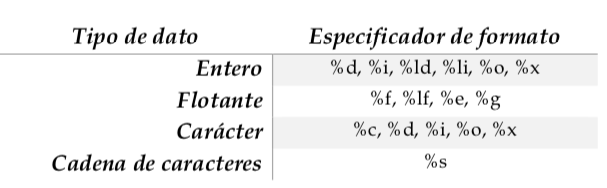 Tipo de dato Especificador de formato
Entero %d, %i, %ld, %li, %o, %x
Flotante %f, %lf, %e, %g
Carácter %c, %d, %i, %o, %x
Cadena de caracteres %s